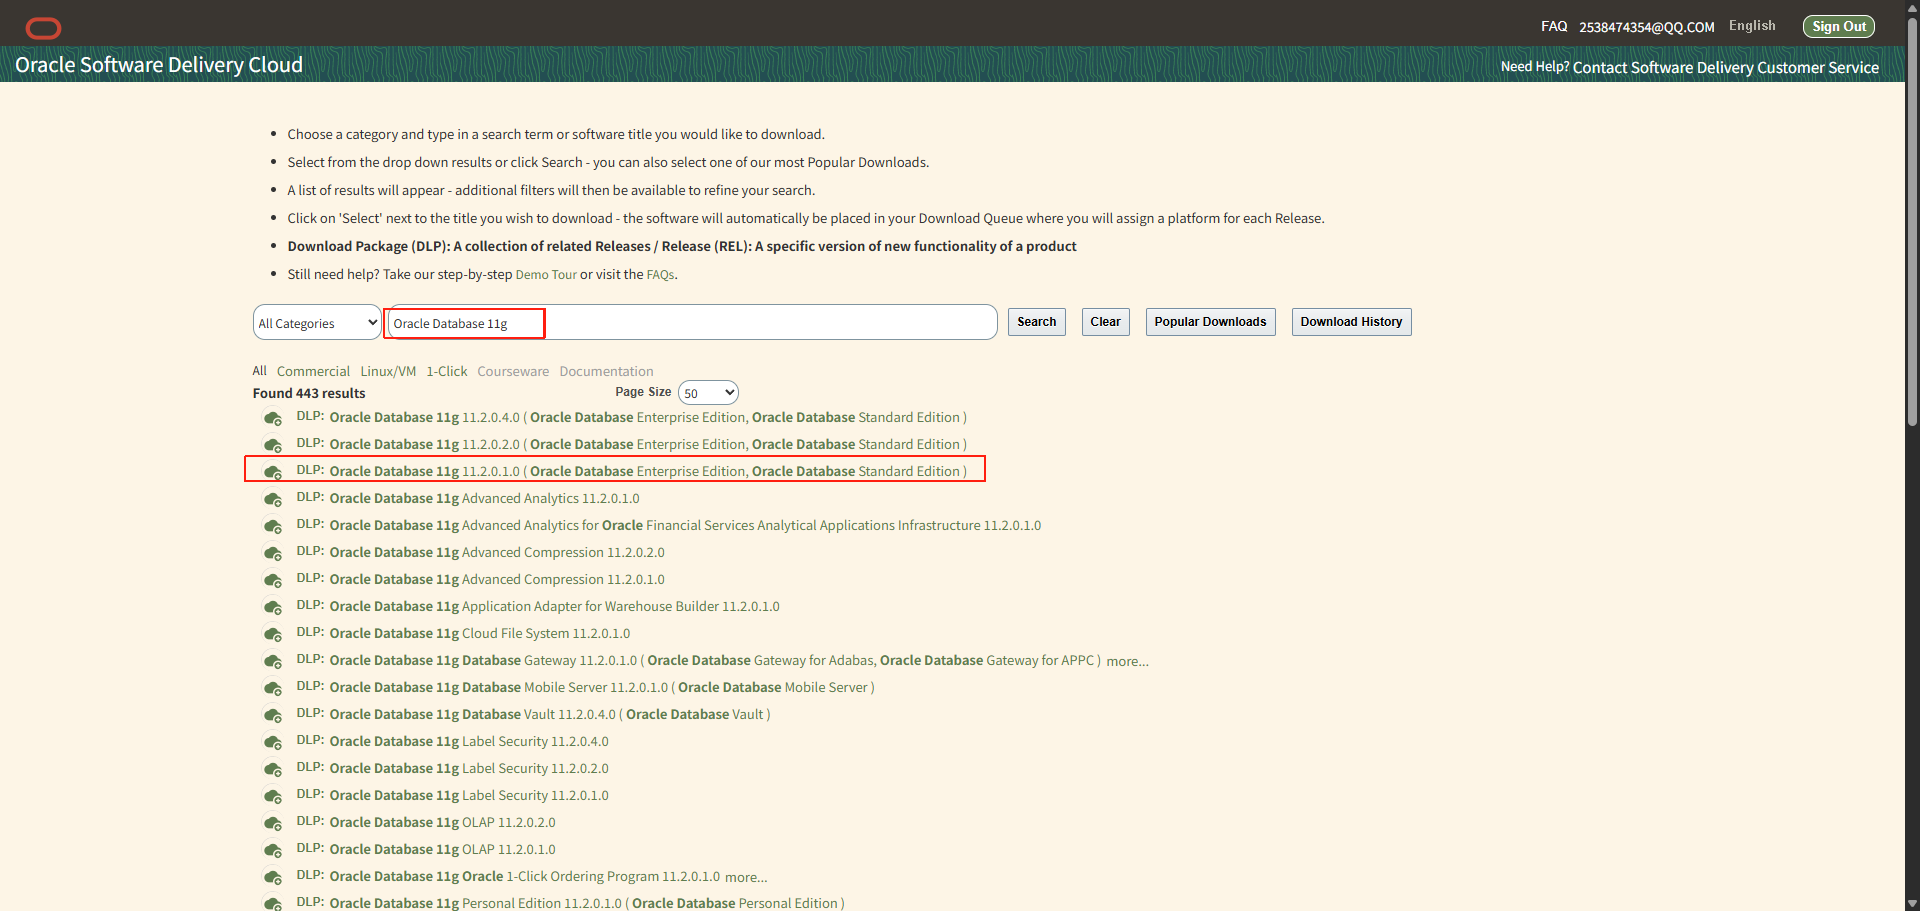 FAQ 2538474354@QQ.COM English Sign Out
Oracle Software Delivery Cloud
Need Help? Contact Software Delivery Customer Service
Choose a category and type in a search term or software title you would like to download.
Select from the drop down results or click Search - you can also select one of our most Popular Downloads.
A list of results will appear - additional filters will then be available to refine your search.
Click on 'Select' next to the title you wish to download - the software will automatically be placed in your Download Queue where you will assign a platform for each Release.
Download Package (DLP): A collection of related Releases / Release (REL): A specific version of new functionality of a product
Still need help? Take our step-by-step Demo Tour or visit the FAQs.
All Categories Oracle Database 11g Search Clear Popular Downloads Download History
All Commercial Linux/VM 1-Click Courseware Documentation
Found 443 results Page Size 50
DLP: Oracle Database 11g 11.2.0.4.0 ( Oracle Database Enterprise Edition, Oracle Database Standard Edition )
DLP: Oracle Database 11g 11.2.0.2.0 ( Oracle Database Enterprise Edition, Oracle Database Standard Edition )
DLP: Oracle Database 11g 11.2.0.1.0 ( Oracle Database Enterprise Edition, Oracle Database Standard Edition )
DLP: Oracle Database 11g Advanced Analytics 11.2.0.1.0
DLP: Oracle Database 11g Advanced Analytics for Oracle Financial Services Analytical Applications Infrastructure 11.2.0.1.0
DLP: Oracle Database 11g Advanced Compression 11.2.0.2.0
DLP: Oracle Database 11g Advanced Compression 11.2.0.1.0
DLP: Oracle Database 11g Application Adapter for Warehouse Builder 11.2.0.1.0
DLP: Oracle Database 11g Cloud File System 11.2.0.1.0
DLP: Oracle Database 11g Database Gateway 11.2.0.1.0 ( Oracle Database Gateway for Adabas, Oracle Database Gateway for APPC ) more...
DLP: Oracle Database 11g Database Mobile Server 11.2.0.1.0 ( Oracle Database Mobile Server )
DLP: Oracle Database 11g Database Vault 11.2.0.4.0 ( Oracle Database Vault )
DLP: Oracle Database 11g Label Security 11.2.0.4.0
DLP: Oracle Database 11g Label Security 11.2.0.2.0
DLP: Oracle Database 11g Label Security 11.2.0.1.0
DLP: Oracle Database 11g OLAP 11.2.0.2.0
DLP: Oracle Database 11g OLAP 11.2.0.1.0
DLP: Oracle Database 11g Oracle 1-Click Ordering Program 11.2.0.1.0 more...
DLP: Oracle Database 11g Personal Edition 11.2.0.1.0 ( Oracle Database Personal Edition )